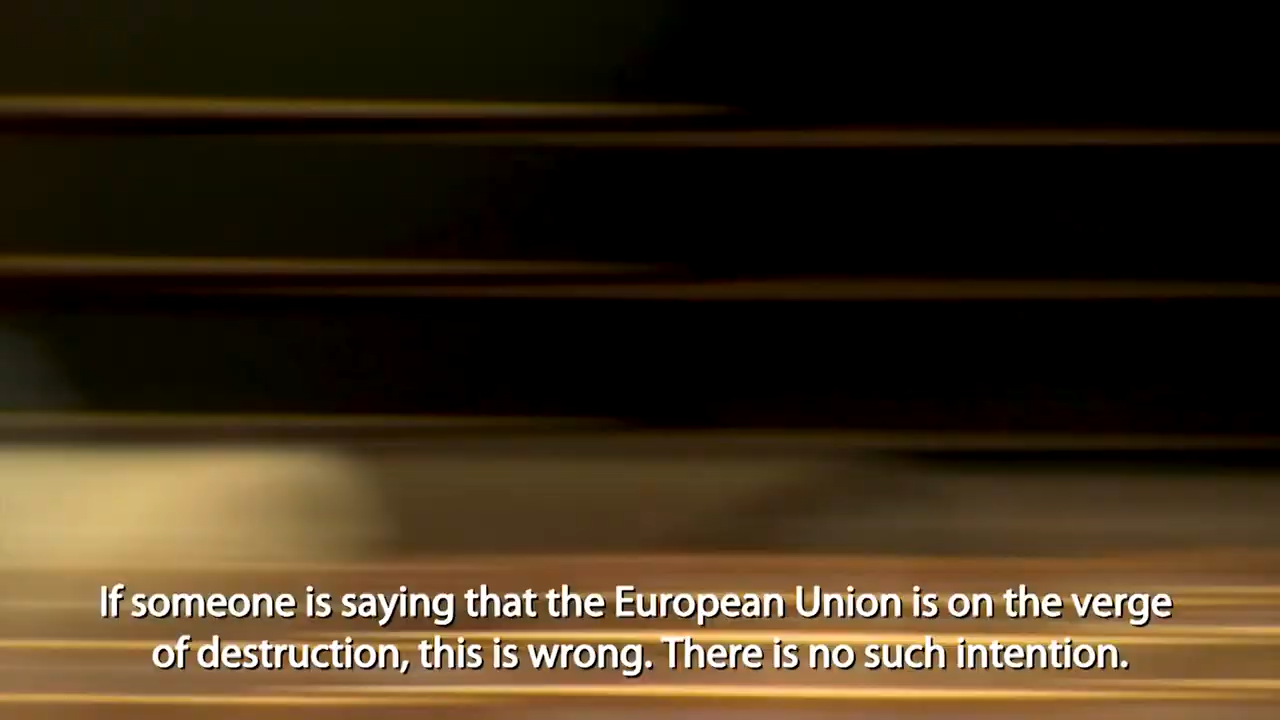 If someone is saying that the European Union is on the verge
of destruction, this is wrong. There is no such intention.